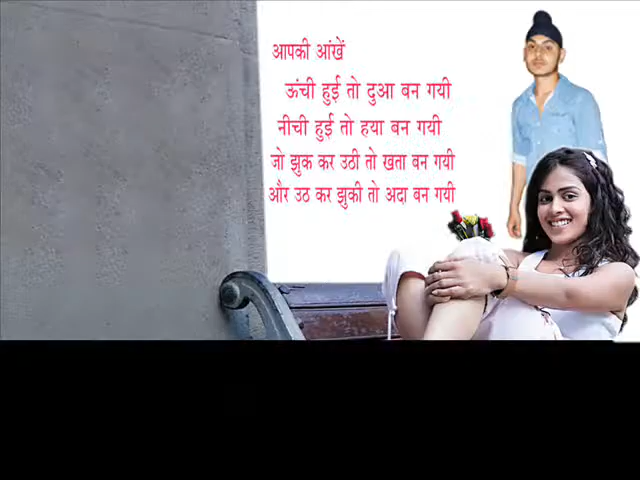 आपकी आंखें
ऊंची हुई तो दुआ बन गयी
नीची हुई तो हया बन गयी
जो झुक कर उठी तो खता बन गयी
और उठ कर झुकी तो अदा बन गयी